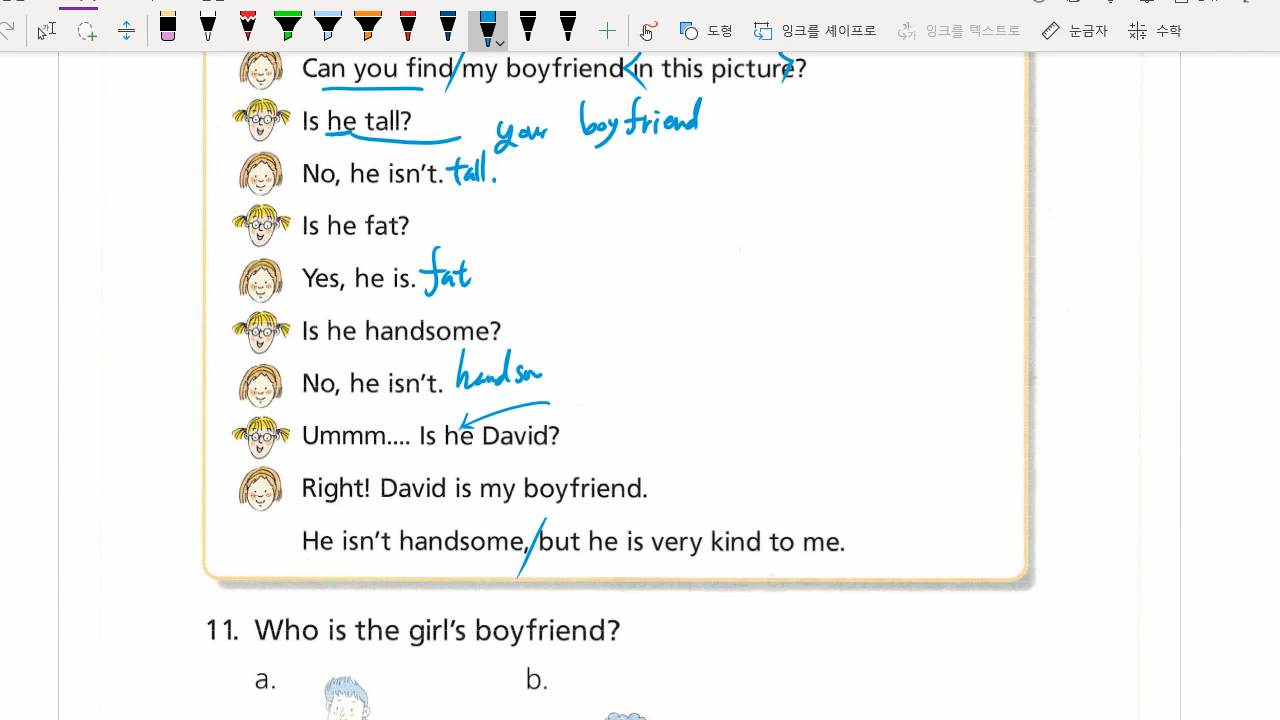 도형
잉크를 셰이프로
잉크를 텍스트로
눈금자
수학
Can you find my boyfriend in this picture?
Is he tall? your boyfriend
No, he isn't. tall.
Is he fat?
Yes, he is. fat
Is he handsome?
No, he isn't.
Ummm.... Is he David?
Right! David is my boyfriend.
He isn't handsome, but he is very kind to me.
11. Who is the girl's boyfriend?
a. b.